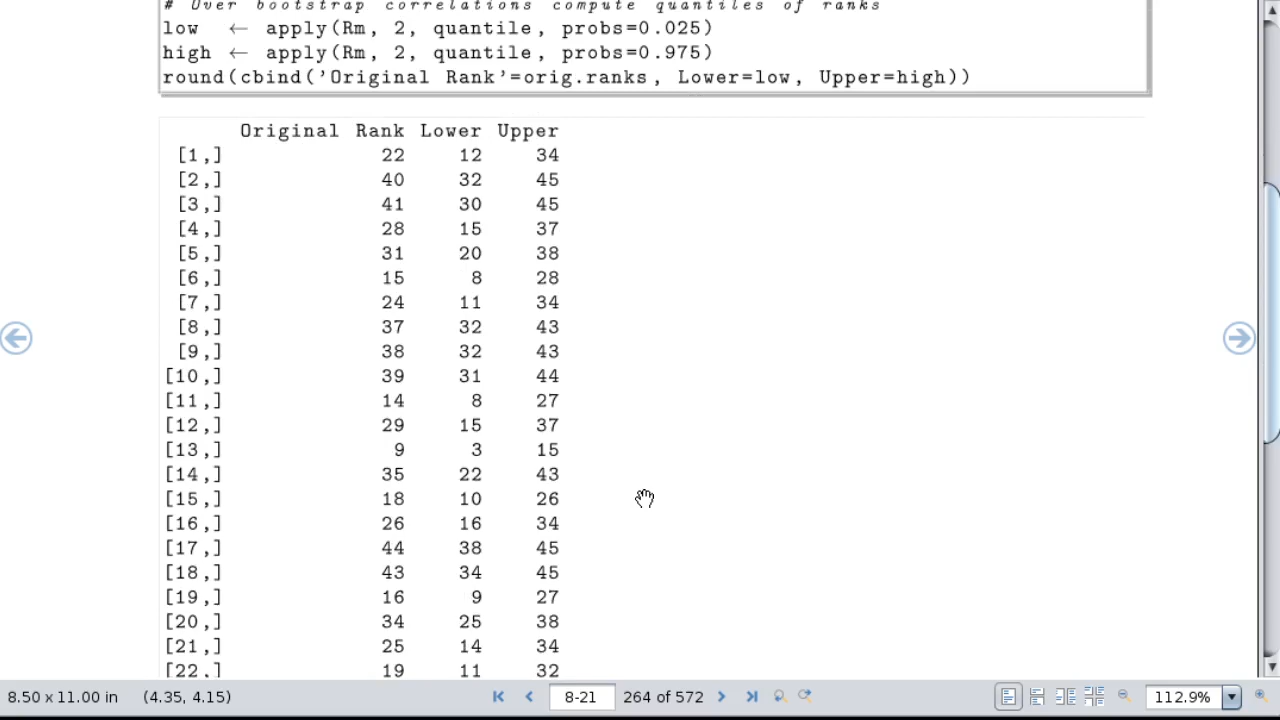 # Over bootstrap correlations compute quantiles of ranks
low ← apply(Rm, 2, quantile, probs=0.025)
high ← apply(Rm, 2, quantile, probs=0.975)
round(cbind('Original Rank'=orig.ranks, Lower=low, Upper=high))
Original Rank Lower Upper
[1,] 22 12 34
[2,] 40 32 45
[3,] 41 30 45
[4,] 28 15 37
[5,] 31 20 38
[6,] 15 8 28
[7,] 24 11 34
[8,] 37 32 43
[9,] 38 32 43
[10,] 39 31 44
[11,] 14 8 27
[12,] 29 15 37
[13,] 9 3 15
[14,] 35 22 43
[15,] 18 10 26
[16,] 26 16 34
[17,] 44 38 45
[18,] 43 34 45
[19,] 16 9 27
[20,] 34 25 38
[21,] 25 14 34
[22,] 19 11 32
8.50 x 11.00 in (4.35, 4.15) 8-21 264 of 572 112.9%